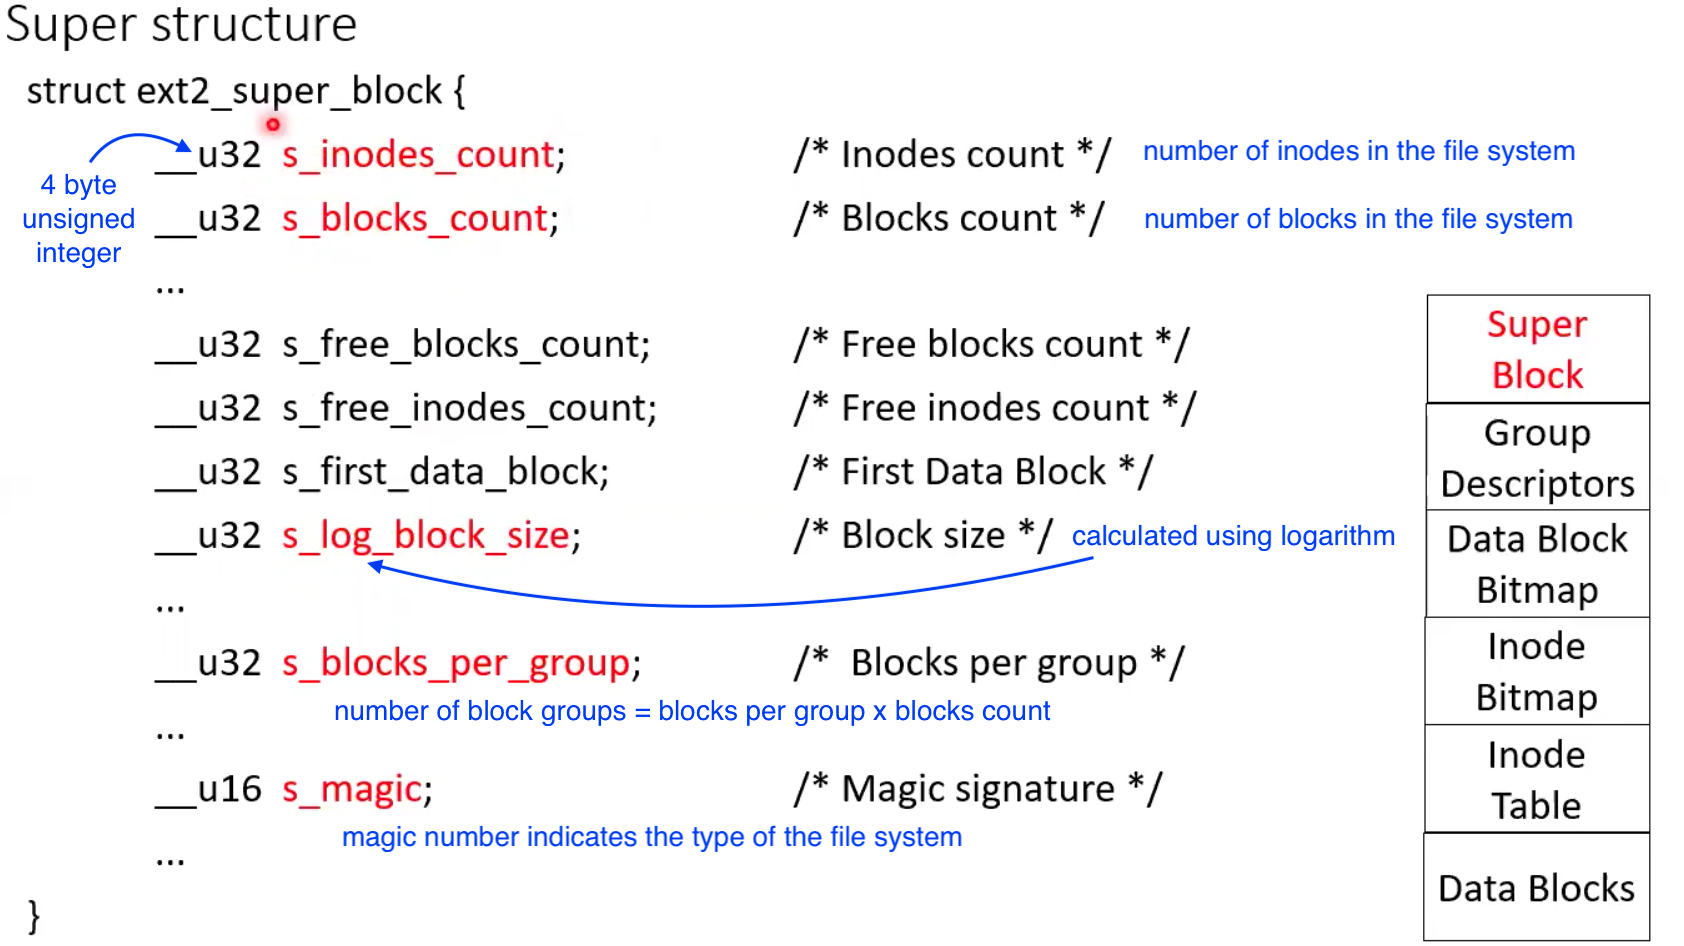 Super structure
struct ext2_super_block {
__u32 s_inodes_count; /* Inodes count */ number of inodes in the file system
4 byte
unsigned
integer
__u32 s_blocks_count; /* Blocks count */ number of blocks in the file system
...
__u32 s_free_blocks_count; /* Free blocks count */
__u32 s_free_inodes_count; /* Free inodes count */
__u32 s_first_data_block; /* First Data Block */
__u32 s_log_block_size; /* Block size */ calculated using logarithm
...
__u32 s_blocks_per_group; /* Blocks per group */
number of block groups = blocks per group x blocks count
...
__u16 s_magic; /* Magic signature */
magic number indicates the type of the file system
...
}
Super
Block
Group
Descriptors
Data Block
Bitmap
Inode
Bitmap
Inode
Table
Data Blocks